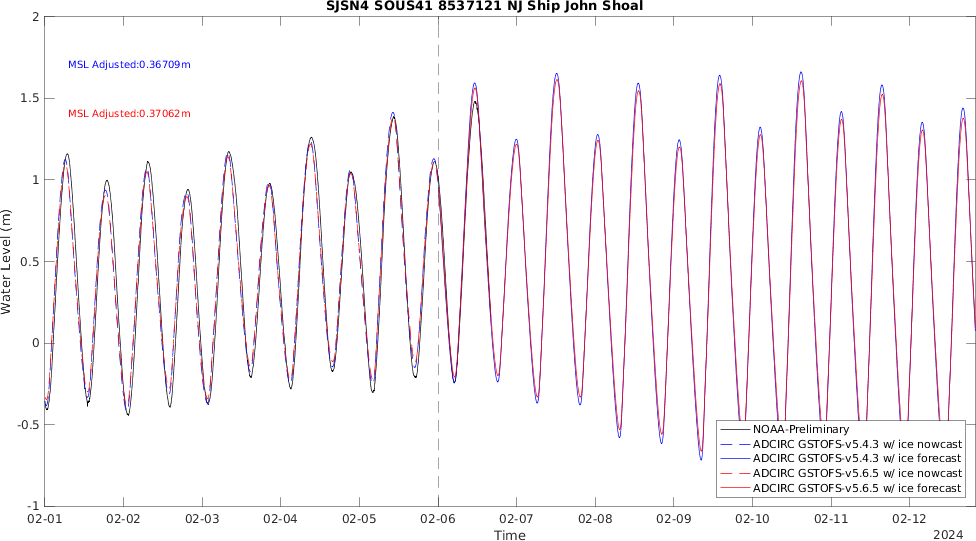 SJSN4 SOUS41 8537121 NJ Ship John Shoal
MSL Adjusted:0.36709m
MSL Adjusted:0.37062m
Water Level (m)
2
1.5
1
0.5
0
-0.5
-1
NOAA-Preliminary
ADCIRC GSTOFS-v5.4.3 w/ ice nowcast
ADCIRC GSTOFS-v5.4.3 w/ ice forecast
ADCIRC GSTOFS-v5.6.5 w/ ice nowcast
ADCIRC GSTOFS-v5.6.5 w/ ice forecast
02-01 02-02 02-03 02-04 02-05 02-06 02-07 02-08 02-09 02-10 02-11 02-12
Time
2024